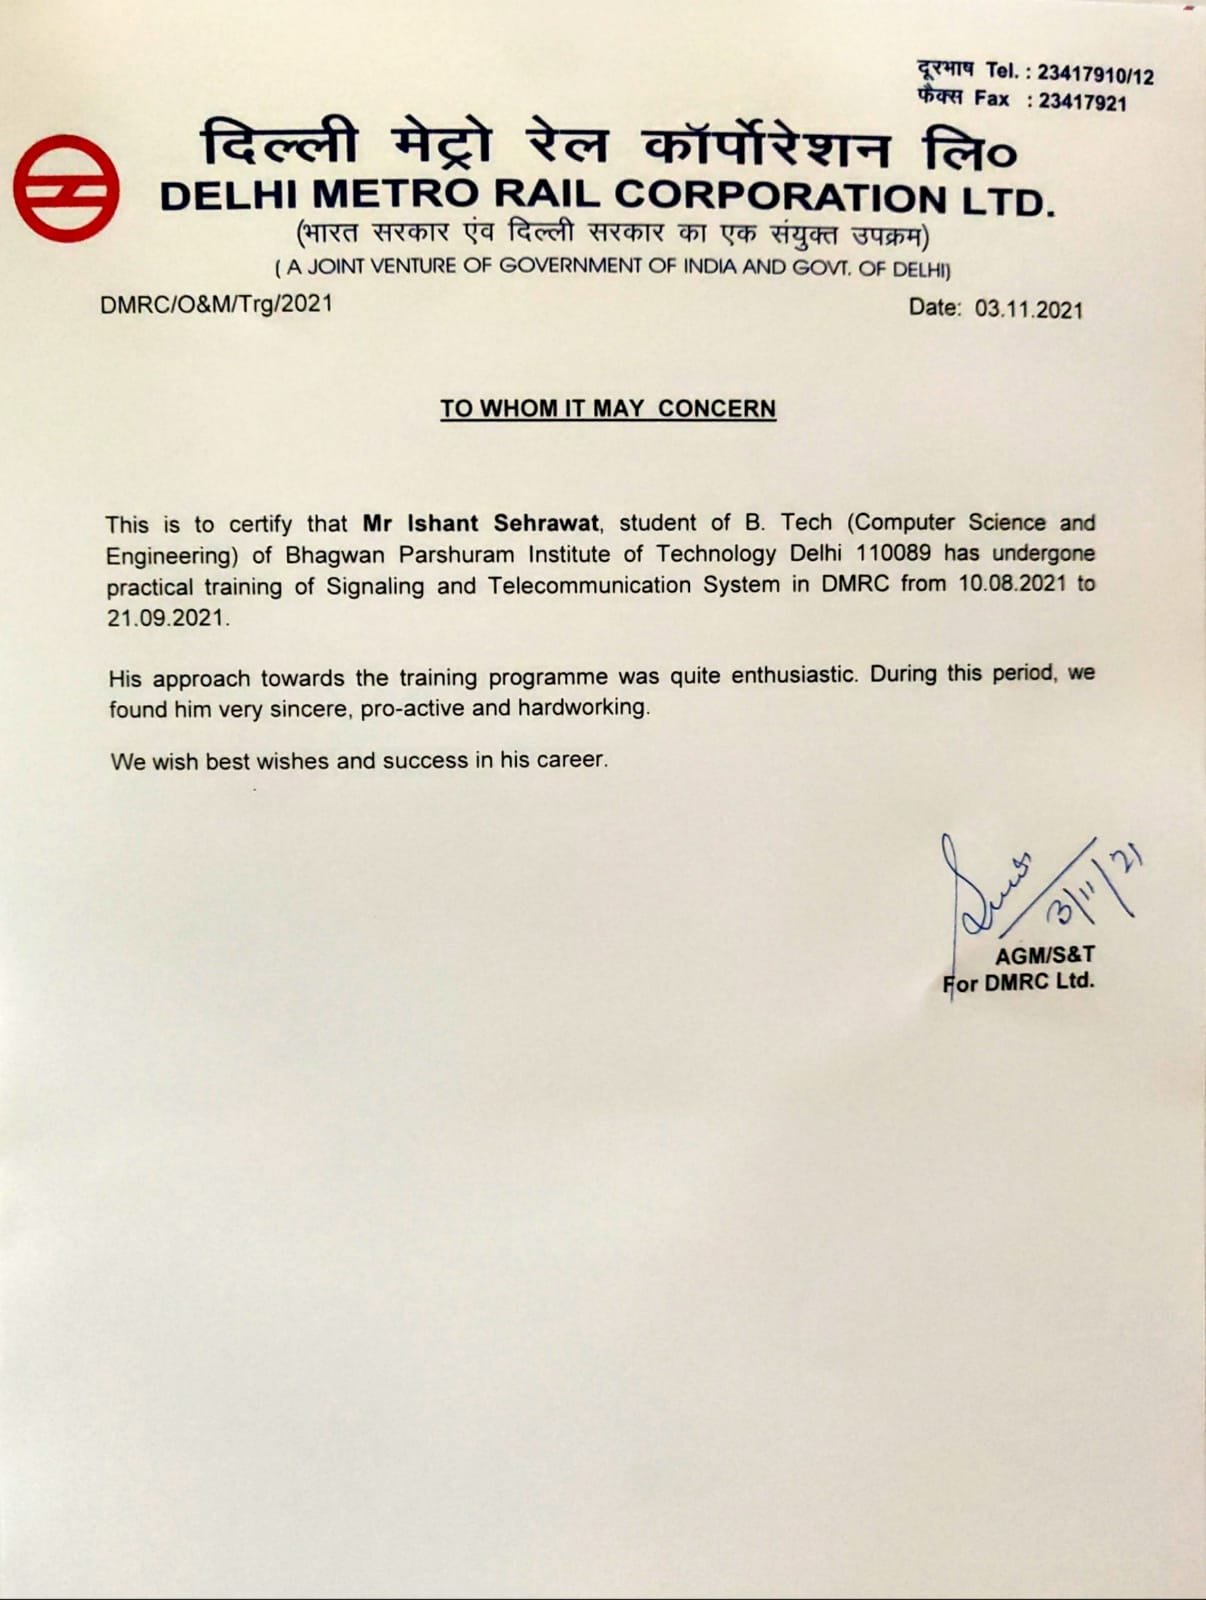 दूरभाष Tel. : 23417910/12
फैक्स Fax : 23417921
दिल्ली मेट्रो रेल कॉर्पोरेशन लि०
DELHI METRO RAIL CORPORATION LTD.
(भारत सरकार एंव दिल्ली सरकार का एक संयुक्त उपक्रम)
( A JOINT VENTURE OF GOVERNMENT OF INDIA AND GOVT. OF DELHI)
DMRC/O&M/Trg/2021 Date: 03.11.2021
TO WHOM IT MAY CONCERN
This is to certify that Mr Ishant Sehrawat, student of B. Tech (Computer Science and
Engineering) of Bhagwan Parshuram Institute of Technology Delhi 110089 has undergone
practical training of Signaling and Telecommunication System in DMRC from 10.08.2021 to
21.09.2021.
His approach towards the training programme was quite enthusiastic. During this period, we
found him very sincere, pro-active and hardworking.
We wish best wishes and success in his career.
3/11/21
AGM/S&T
For DMRC Ltd.